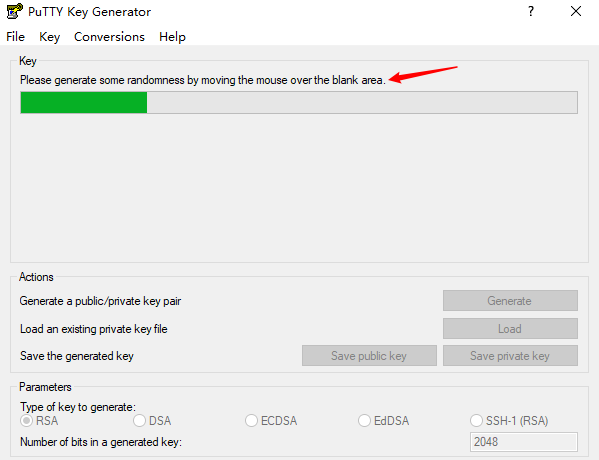 PuTTY Key Generator ?
File Key Conversions Help
Key
Please generate some randomness by moving the mouse over the blank area.
Actions
Generate a public/private key pair Generate
Load an existing private key file Load
Save the generated key Save public key Save private key
Parameters
Type of key to generate:
RSA DSA ECDSA EdDSA SSH-1 (RSA)
Number of bits in a generated key: 2048